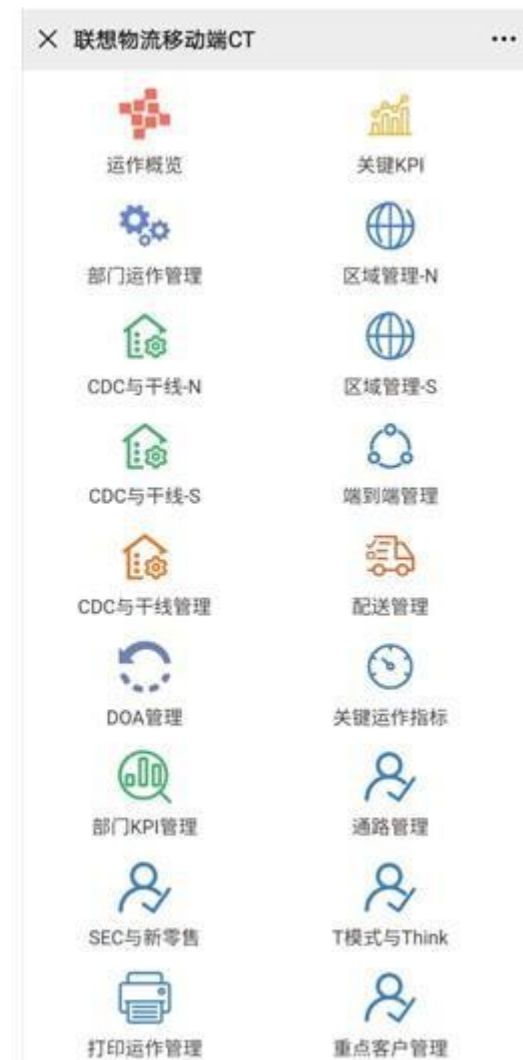 联想物流移动端CT
运作概览 关键KPI
部门运作管理 区域管理-N
CDC与干线-N 区域管理-S
CDC与干线-S 端到端管理
CDC与干线管理 配送管理
DOA管理 关键运作指标
部门KPI管理 通路管理
SEC与新零售 T模式与Think
打印运作管理 重点客户管理